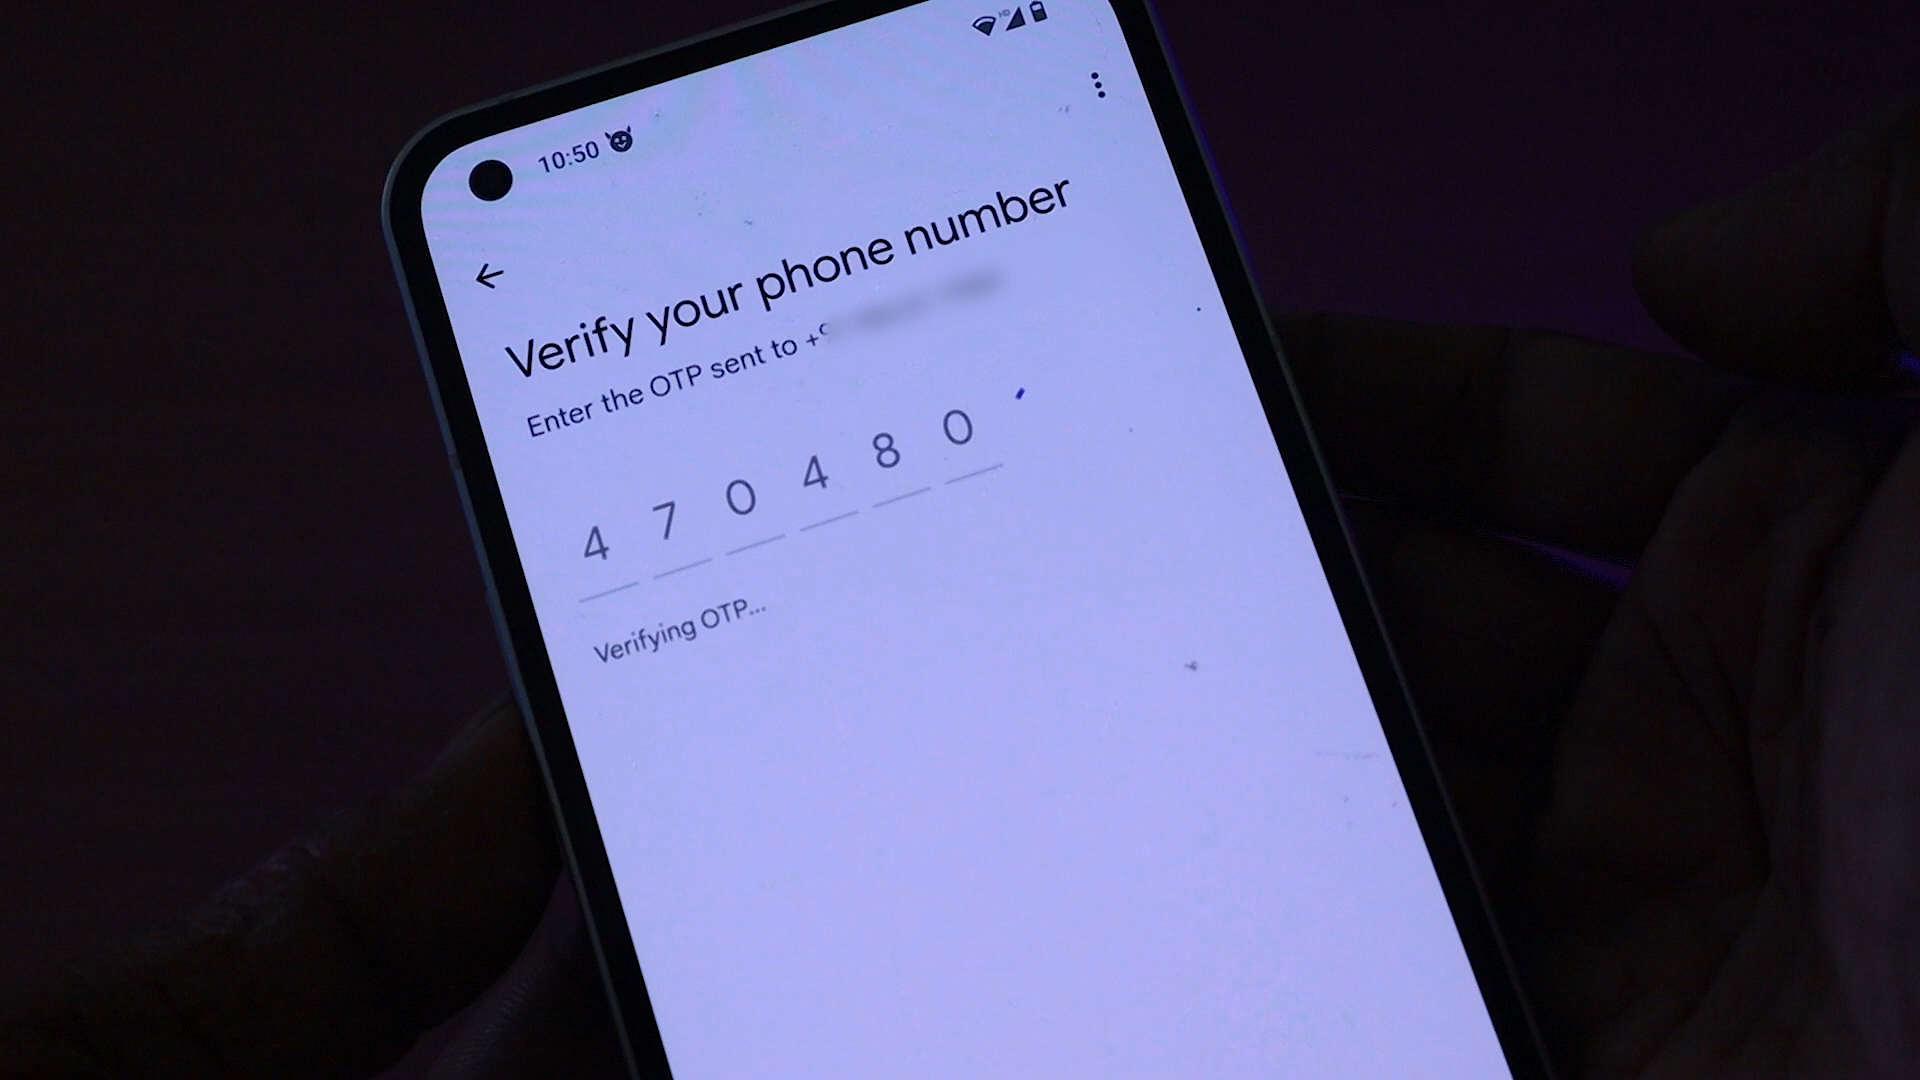 10:50
Verify your phone number
Enter the OTP sent to +9
4 7 0 4 8 0
Verifying OTP...